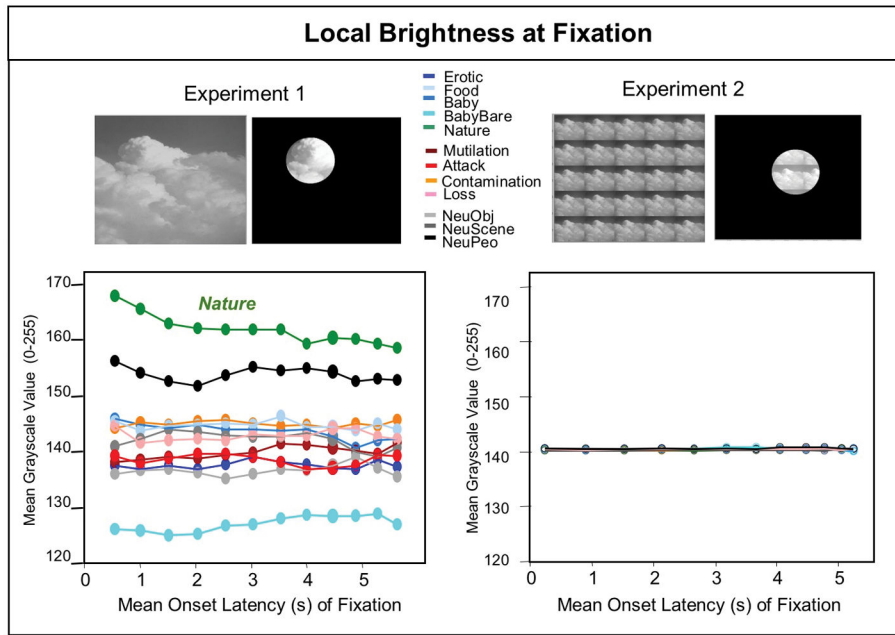 Local Brightness at Fixation
Experiment 1
Experiment 2
Erotic
Food
Baby
BabyBare
Nature
Mutilation
Attack
Contamination
Loss
NeuObj
NeuScene
NeuPeo
Mean Grayscale Value (0-255)
170
160
150
140
130
120
Nature
0 1 2 3 4 5
Mean Onset Latency (s) of Fixation
Mean Grayscale Value (0-255)
170
160
150
140
130
120
0 1 2 3 4 5
Mean Onset Latency (s) of Fixation